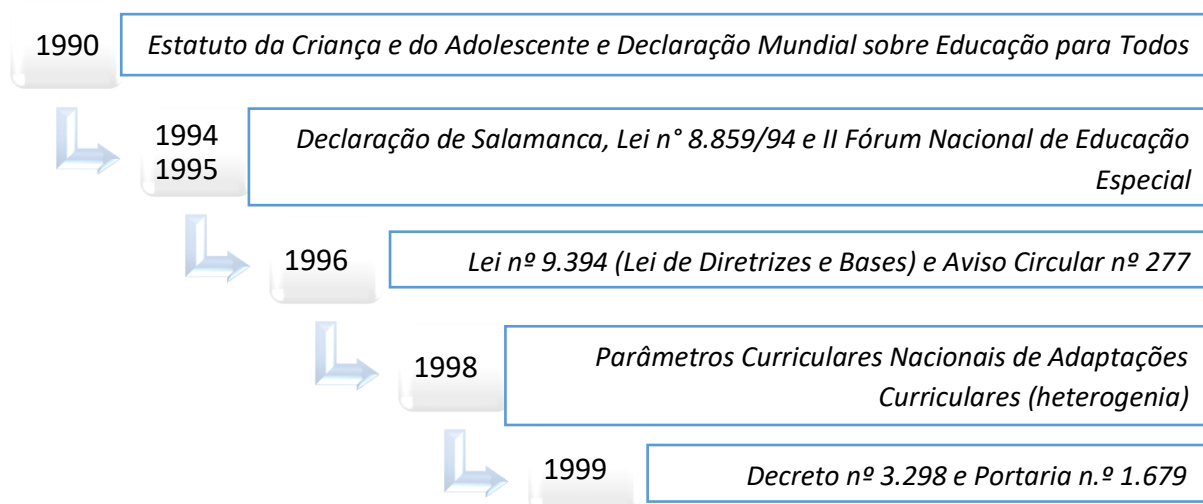 1990
Estatuto da Criança e do Adolescente e Declaração Mundial sobre Educação para Todos
1994
1995
Declaração de Salamanca, Lei n° 8.859/94 e II Fórum Nacional de Educação
Especial
1996
Lei nº 9.394 (Lei de Diretrizes e Bases) e Aviso Circular nº 277
1998
Parâmetros Curriculares Nacionais de Adaptações
Curriculares (heterogenia)
1999
Decreto nº 3.298 e Portaria n.º 1.679